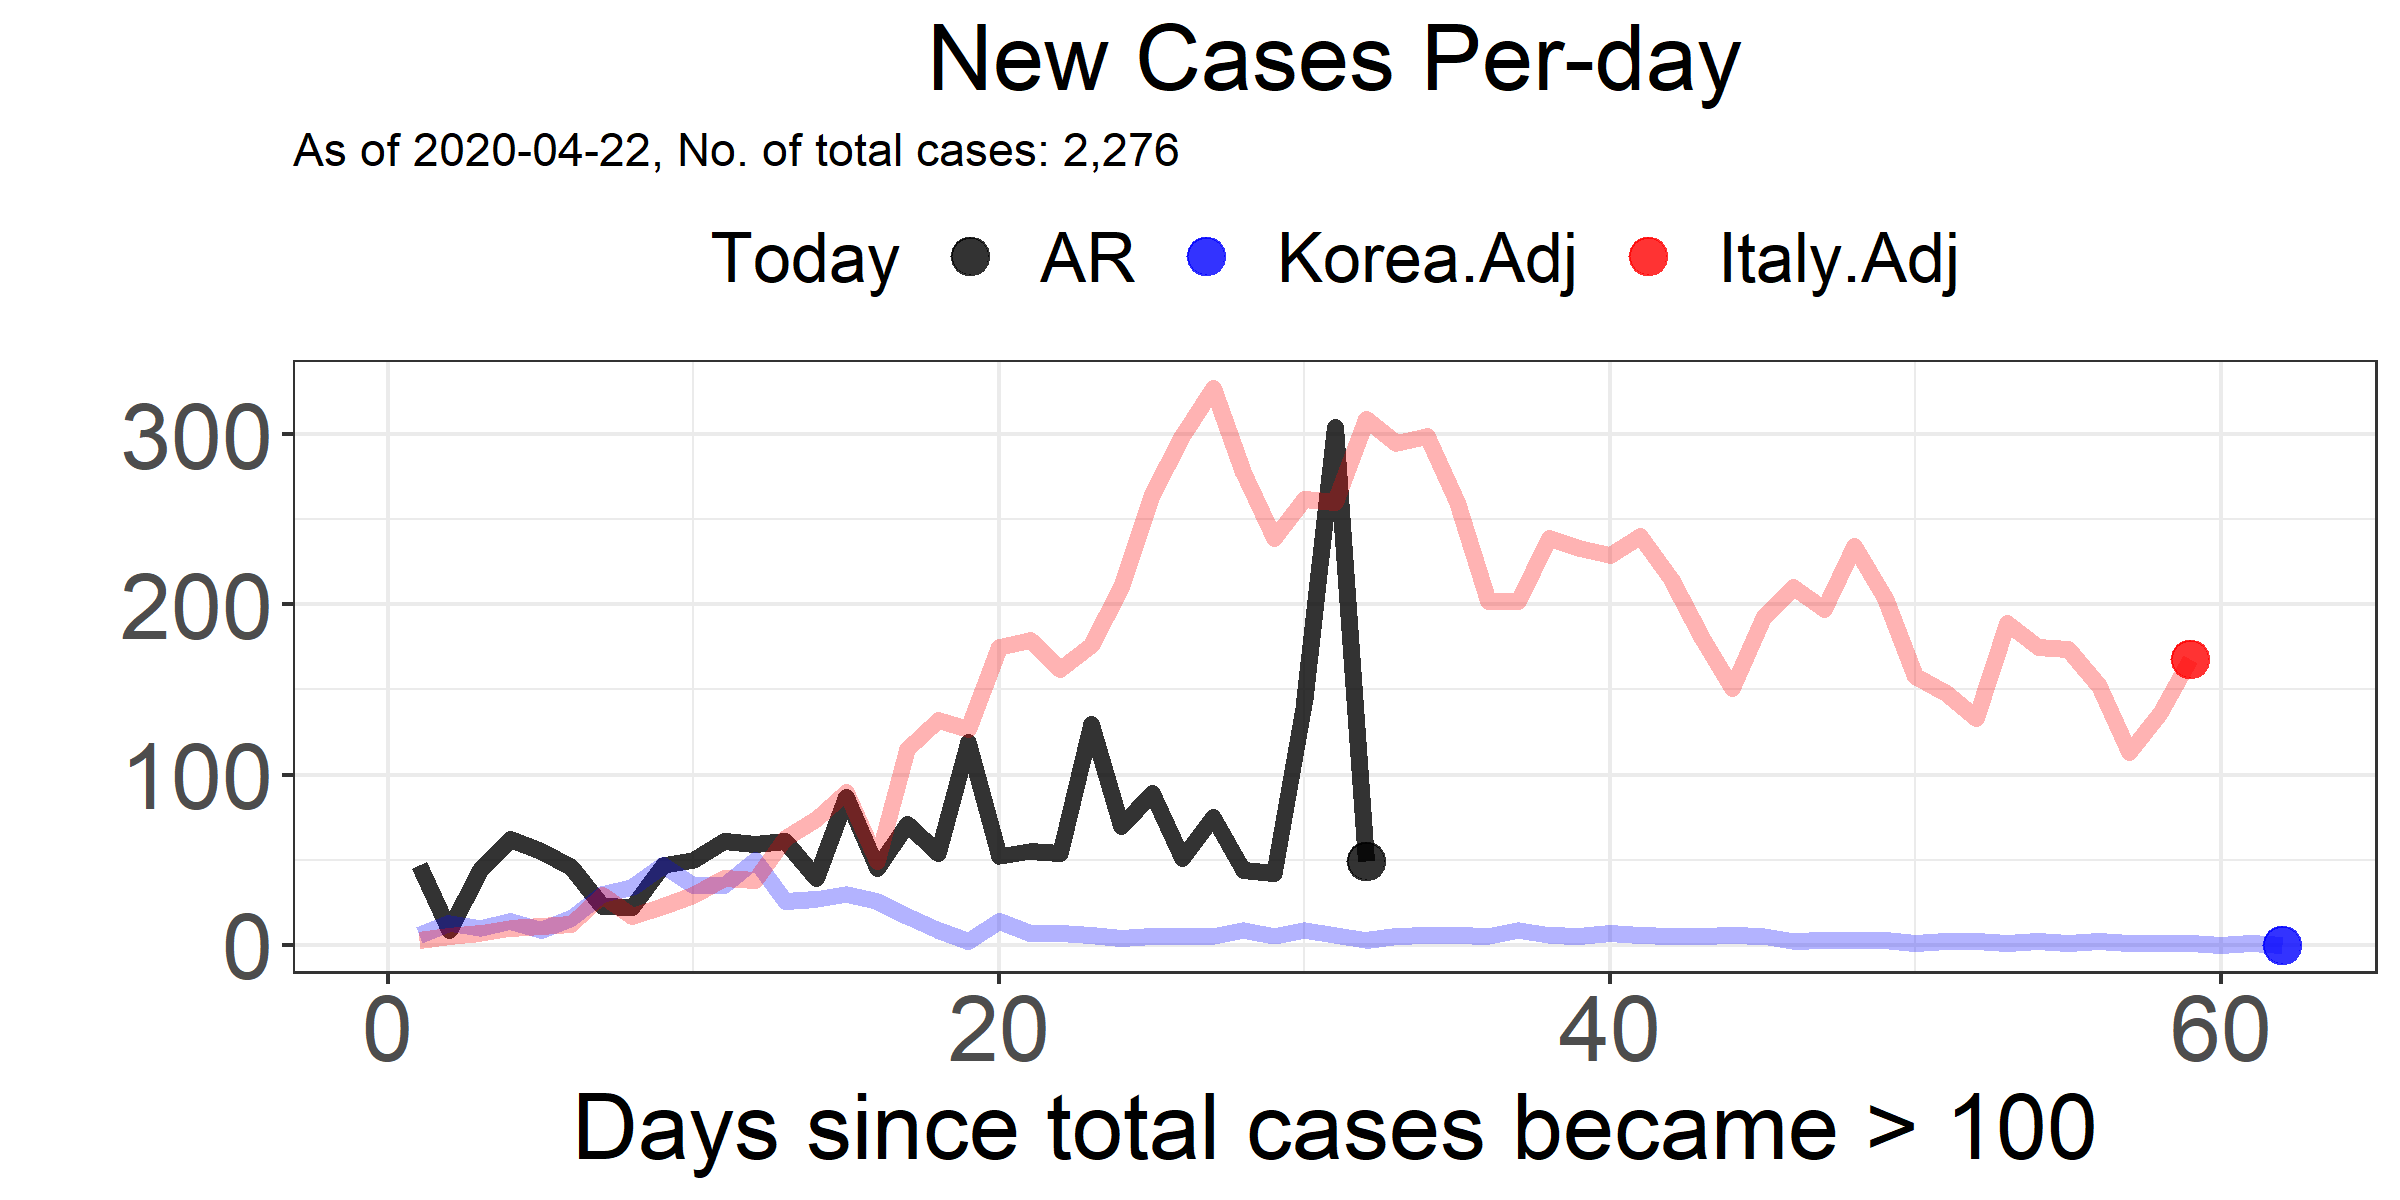 New Cases Per-day
As of 2020-04-22, No. of total cases: 2,276
Today AR Korea.Adj Italy.Adj
300
200
100
0
0 20 40 60
Days since total cases became > 100